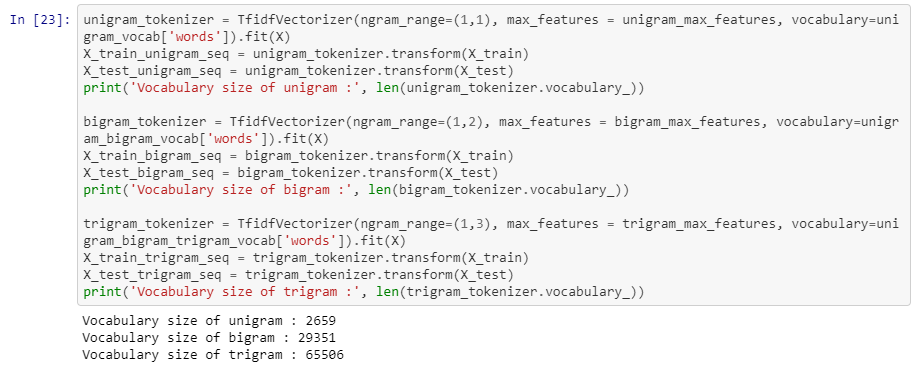 In [23]: unigram_tokenizer = TfidfVectorizer(ngram_range=(1,1), max_features = unigram_max_features, vocabulary=uni
gram_vocab['words']).fit(X)
X_train_unigram_seq = unigram_tokenizer.transform(X_train)
X_test_unigram_seq = unigram_tokenizer.transform(X_test)
print('Vocabulary size of unigram :', len(unigram_tokenizer.vocabulary_))

bigram_tokenizer = TfidfVectorizer(ngram_range=(1,2), max_features = bigram_max_features, vocabulary=unigr
am_bigram_vocab['words']).fit(X)
X_train_bigram_seq = bigram_tokenizer.transform(X_train)
X_test_bigram_seq = bigram_tokenizer.transform(X_test)
print('Vocabulary size of bigram :', len(bigram_tokenizer.vocabulary_))

trigram_tokenizer = TfidfVectorizer(ngram_range=(1,3), max_features = trigram_max_features, vocabulary=uni
gram_bigram_trigram_vocab['words']).fit(X)
X_train_trigram_seq = trigram_tokenizer.transform(X_train)
X_test_trigram_seq = trigram_tokenizer.transform(X_test)
print('Vocabulary size of trigram :', len(trigram_tokenizer.vocabulary_))

Vocabulary size of unigram : 2659
Vocabulary size of bigram : 29351
Vocabulary size of trigram : 65506